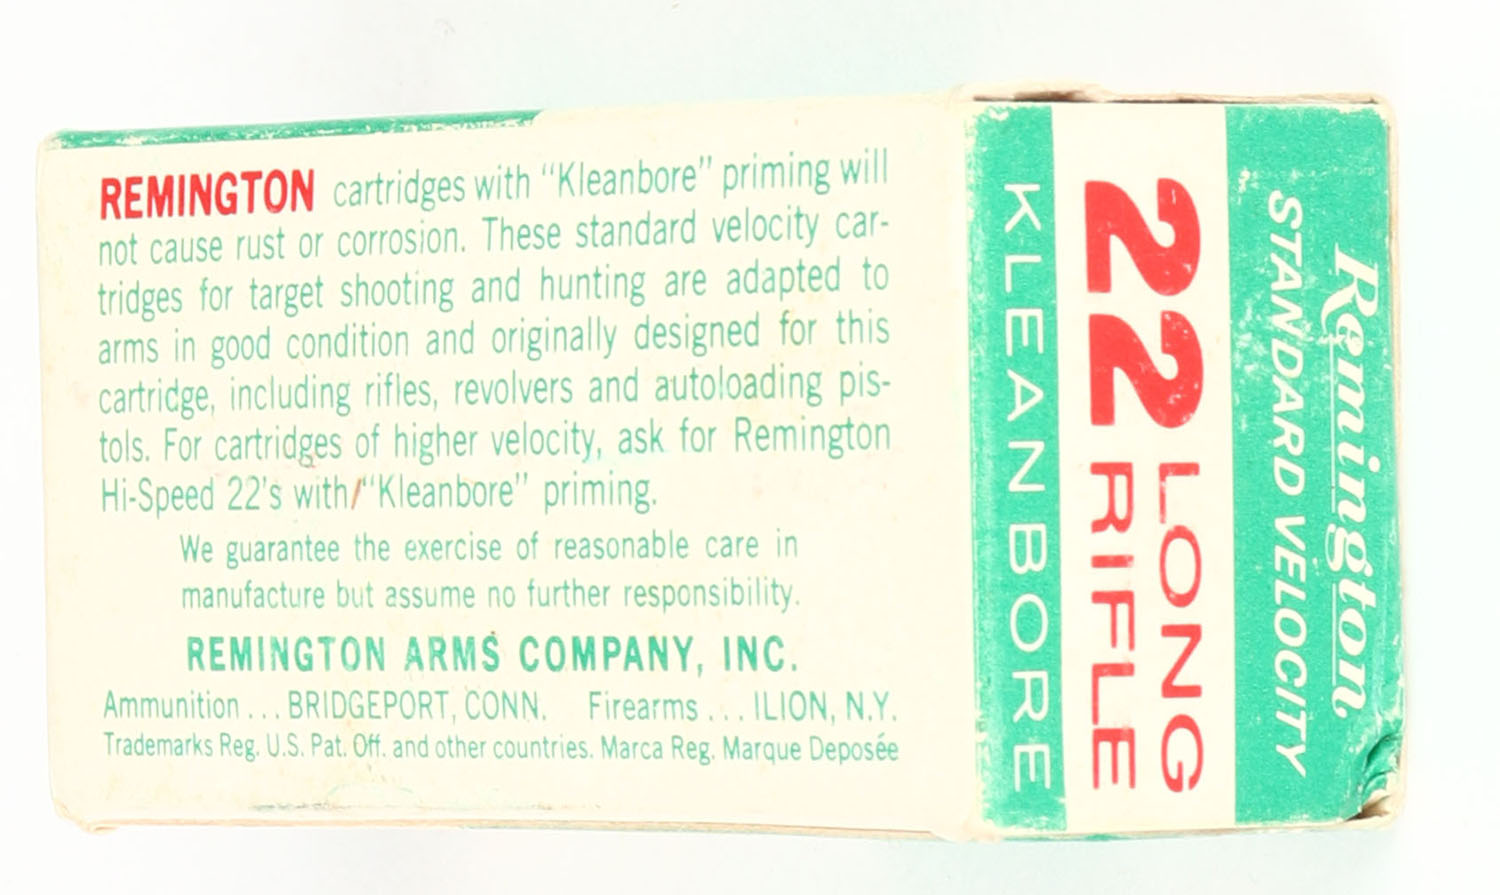 REMINGTON cartridges with "Kleanbore" priming will
not cause rust or corrosion. These standard velocity car-
tridges for target shooting and hunting are adapted to
arms in good condition and originally designed for this
cartridge, including rifles, revolvers and autoloading pis-
tols. For cartridges of higher velocity, ask for Remington
Hi-Speed 22's with "Kleanbore" priming.
We guarantee the exercise of reasonable care in
manufacture but assume no further responsibility.
REMINGTON ARMS COMPANY, INC.
Ammunition ... BRIDGEPORT, CONN. Firearms ... ILION, N.Y.
Trademarks Reg. U.S. Pat. Off. and other countries. Marca Reg. Marque Deposée
Remington
STANDARD VELOCITY
22 LONG
RIFLE
KLEANBORE